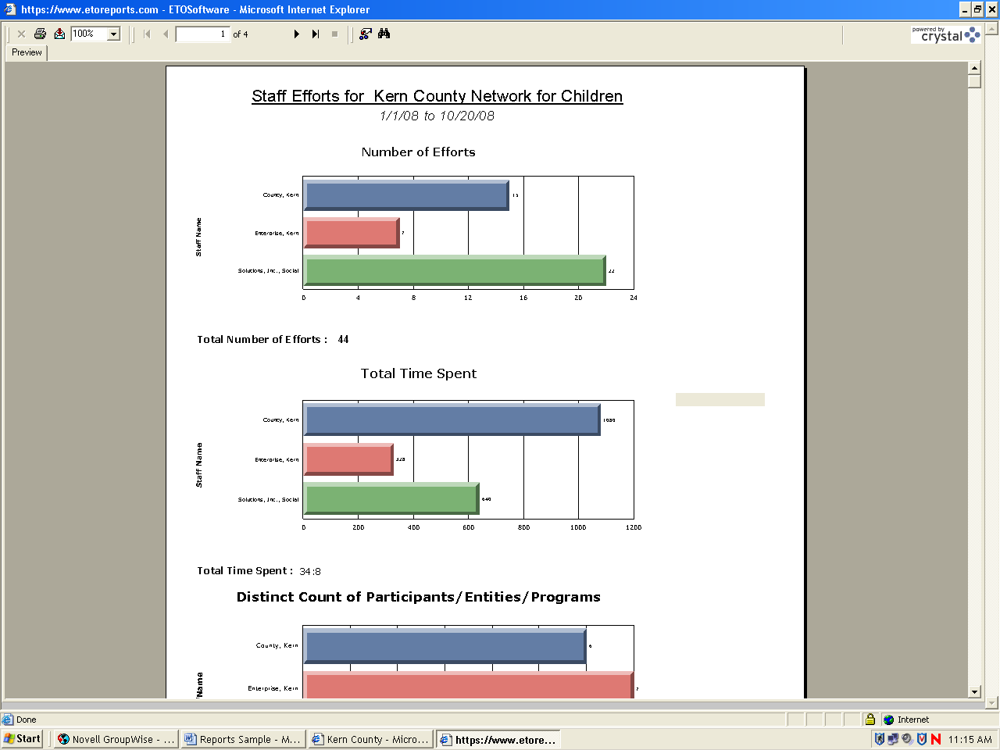 https://www.etoreports.com - ETOSoftware - Microsoft Internet Explorer
100%
1 of 4
powered by
crystal
Preview
Staff Efforts for Kern County Network for Children
1/1/08 to 10/20/08
Number of Efforts
Staff Name
County, Kern
15
Enterprise, Kern
7
Solutions, Inc., Social
22
0 4 8 12 16 20 24
Total Number of Efforts : 44
Total Time Spent
Staff Name
County, Kern
1080
Enterprise, Kern
328
Solutions, Inc., Social
640
0 200 400 600 800 1000 1200
Total Time Spent : 34:8
Distinct Count of Participants/Entities/Programs
County, Kern
6
fName
Enterprise, Kern
7
Done
Internet
Start
Novell GroupWise - ...
Reports Sample - M...
Kern County - Micro...
https://www.etore...
11:15 AM